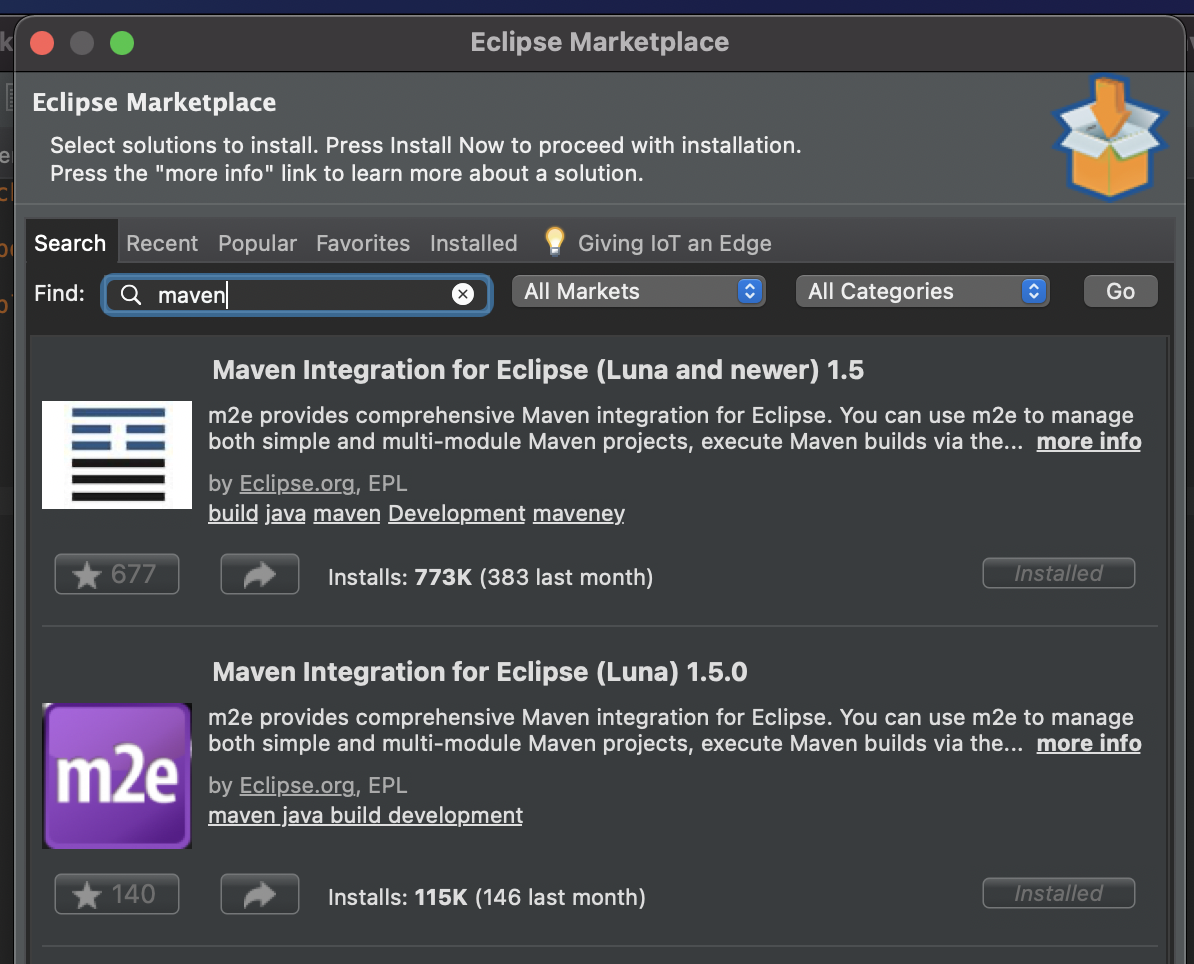 Eclipse Marketplace
Eclipse Marketplace
Select solutions to install. Press Install Now to proceed with installation.
Press the "more info" link to learn more about a solution.
Search Recent Popular Favorites Installed Giving IoT an Edge
Find: maven All Markets All Categories Go
Maven Integration for Eclipse (Luna and newer) 1.5
m2e provides comprehensive Maven integration for Eclipse. You can use m2e to manage
both simple and multi-module Maven projects, execute Maven builds via the... more info
by Eclipse.org, EPL
build java maven Development maveney
677 Installs: 773K (383 last month) Installed
Maven Integration for Eclipse (Luna) 1.5.0
m2e provides comprehensive Maven integration for Eclipse. You can use m2e to manage
both simple and multi-module Maven projects, execute Maven builds via the... more info
m2e
by Eclipse.org, EPL
maven java build development
140 Installs: 115K (146 last month) Installed